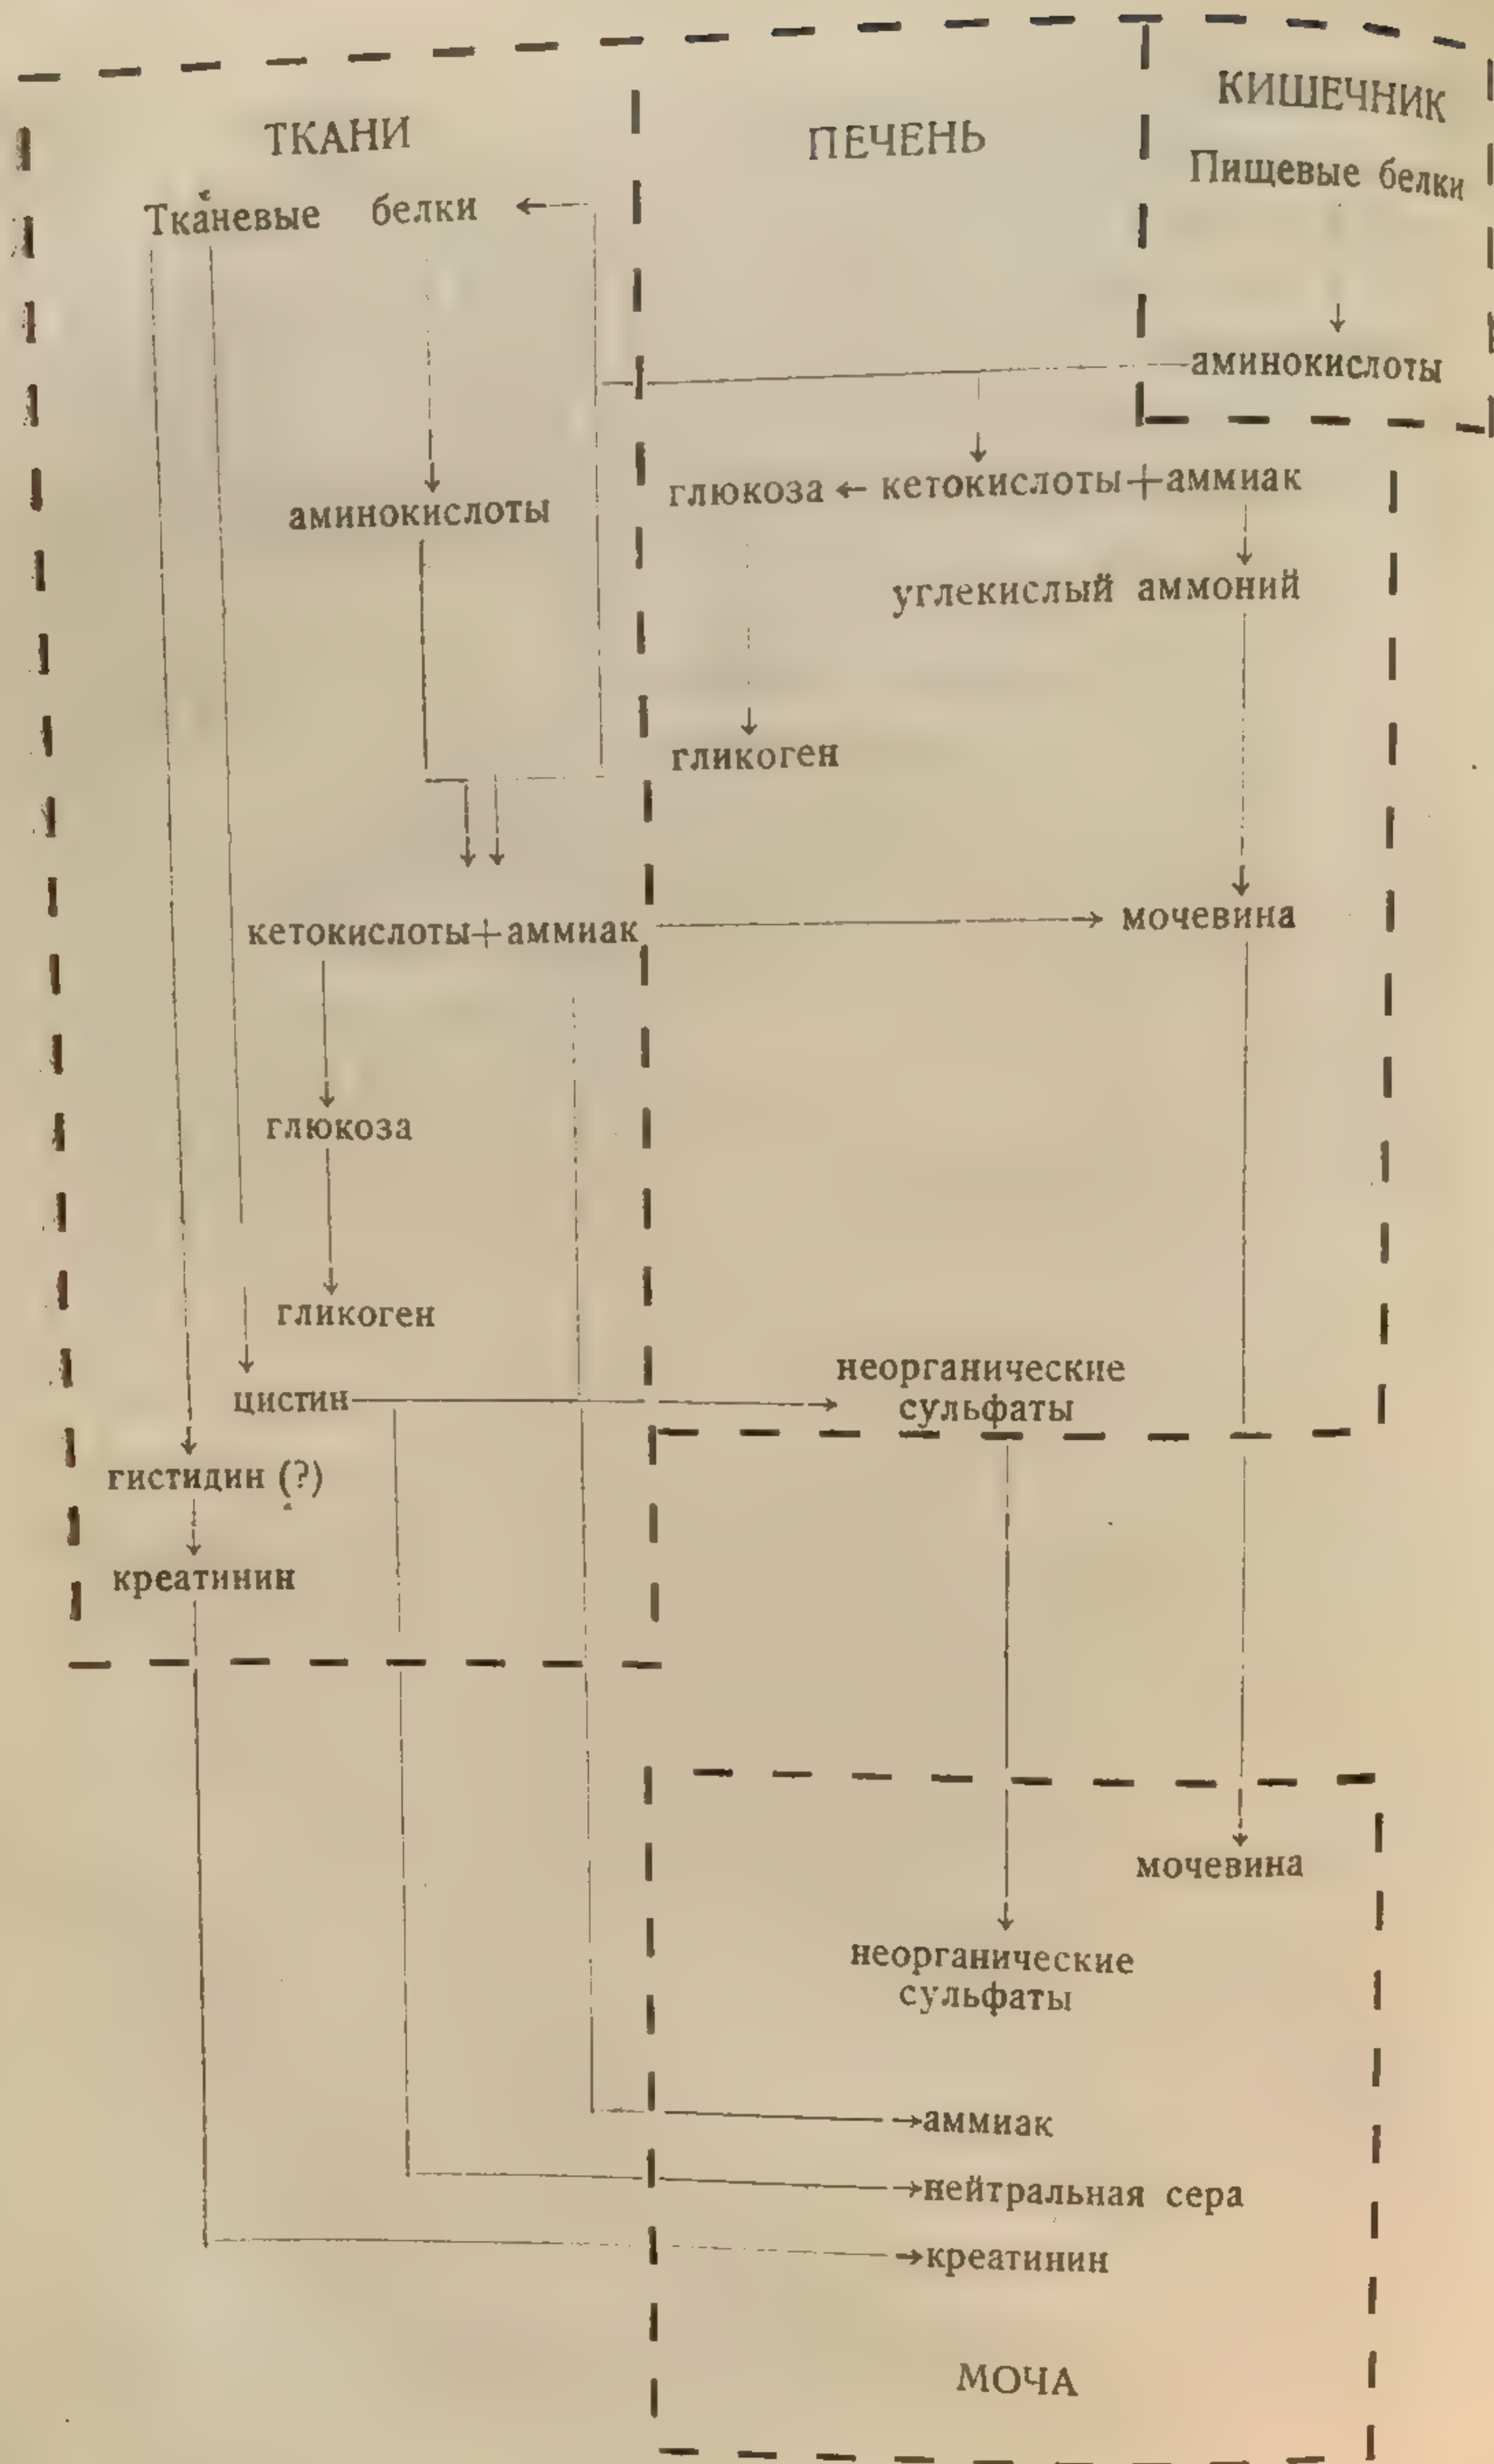 ТКАНИ
Тканевые белки
аминокислоты
кетокислоты+аммиак
глюкоза
гликоген
цистин
гистидин (?)
креатинин
ПЕЧЕНЬ
глюкоза ← кетокислоты+аммиак
углекислый аммоний
гликоген
мочевина
неорганические
сульфаты
КИШЕЧНИК
Пищевые белки
аминокислоты
мочевина
неорганические
сульфаты
аммиак
нейтральная сера
креатинин
МОЧА